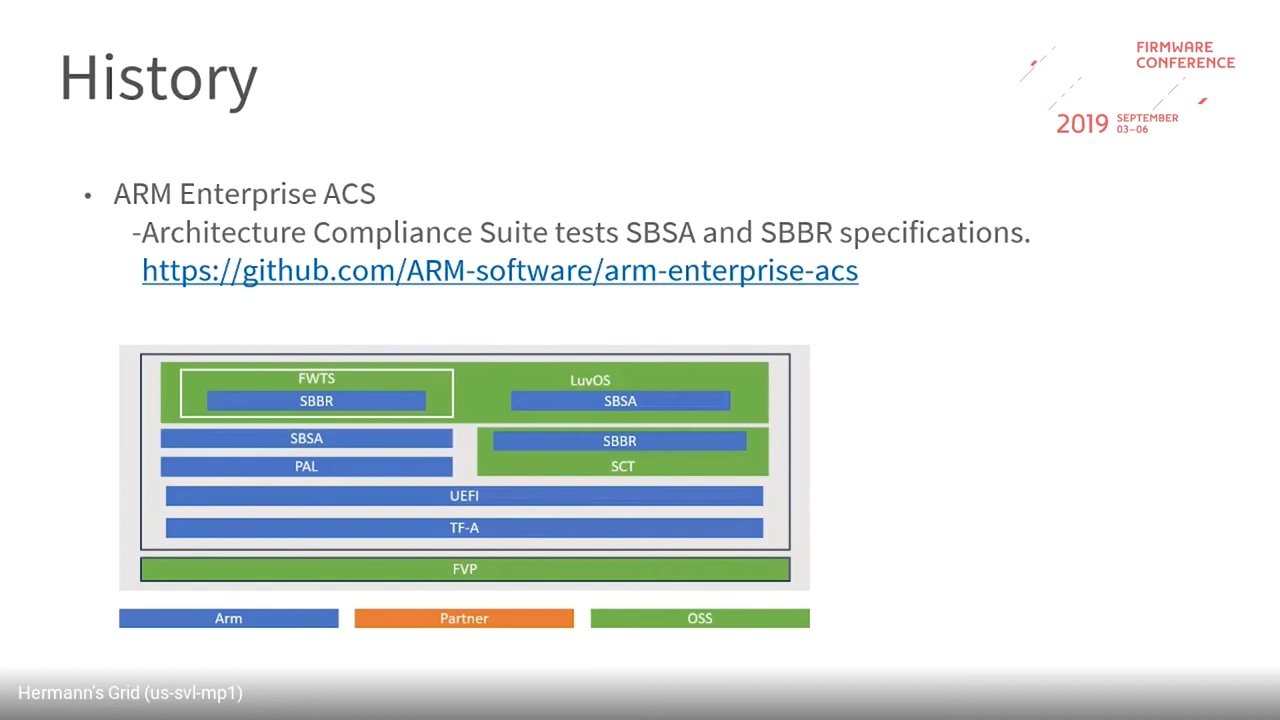 History
FIRMWARE
CONFERENCE
2019 SEPTEMBER
03–06
• ARM Enterprise ACS
-Architecture Compliance Suite tests SBSA and SBBR specifications.
https://github.com/ARM-software/arm-enterprise-acs
FWTS
LuvOS
SBBR
SBSA
SBSA
SBBR
PAL
SCT
UEFI
TF-A
FVP
Arm
Partner
OSS
Hermann's Grid (us-svl-mp1)